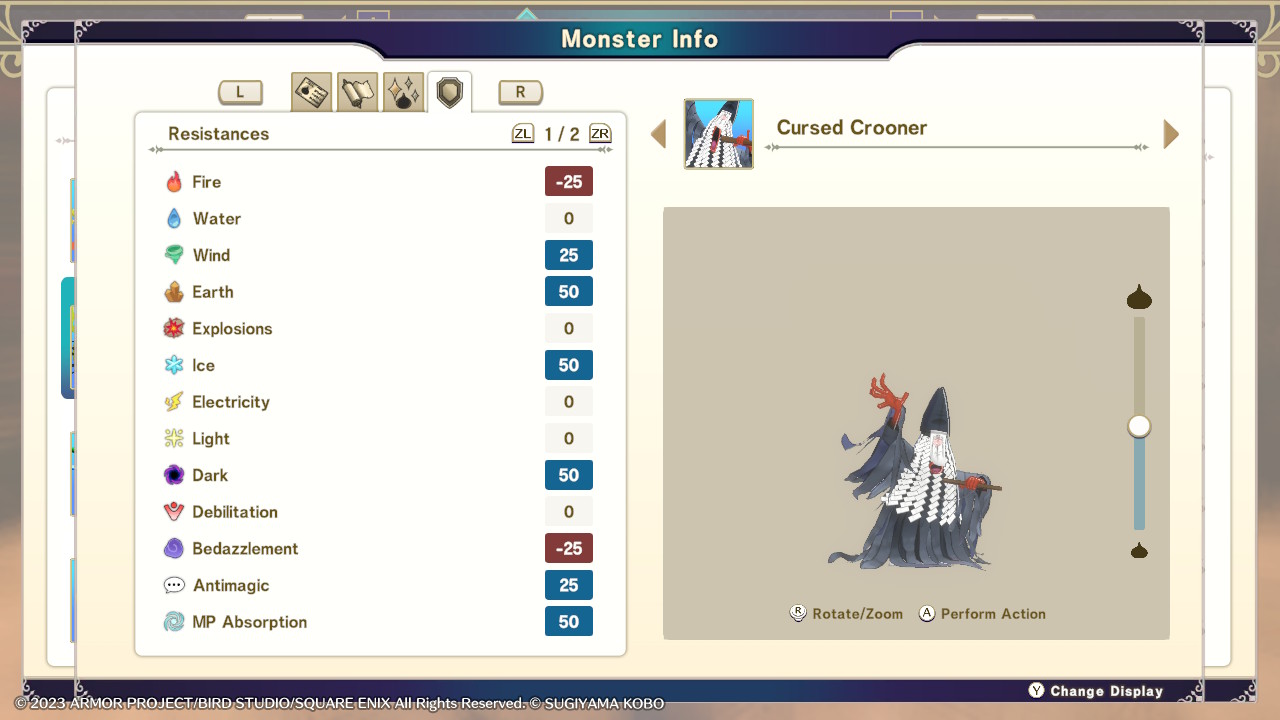 Monster Info
L
R
Resistances
ZL 1 / 2 ZR
Fire -25
Water 0
Wind 25
Earth 50
Explosions 0
Ice 50
Electricity 0
Light 0
Dark 50
Debilitation 0
Bedazzlement -25
Antimagic 25
MP Absorption 50
Cursed Crooner
R Rotate/Zoom A Perform Action
Y Change Display
© 2023 ARMOR PROJECT/BIRD STUDIO/SQUARE ENIX All Rights Reserved. © SUGIYAMA KOBO